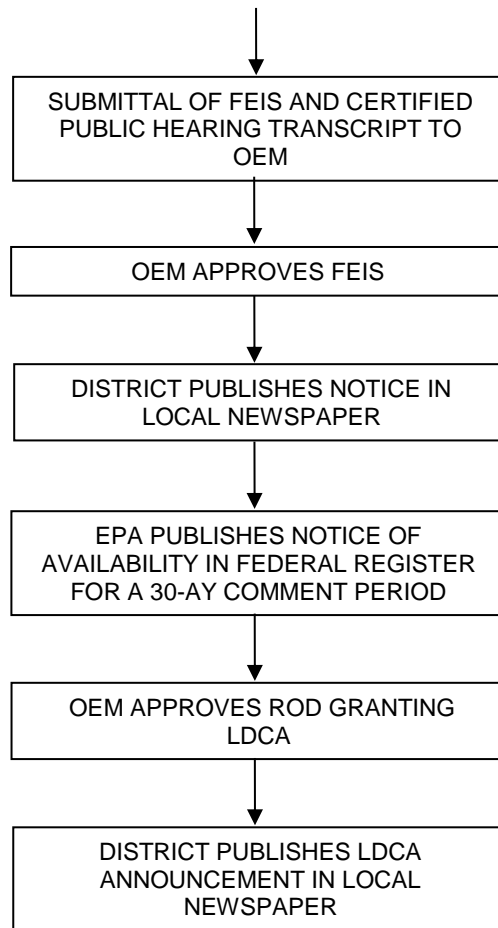 SUBMITTAL OF FEIS AND CERTIFIED
PUBLIC HEARING TRANSCRIPT TO
OEM
OEM APPROVES FEIS
DISTRICT PUBLISHES NOTICE IN
LOCAL NEWSPAPER
EPA PUBLISHES NOTICE OF
AVAILABILITY IN FEDERAL REGISTER
FOR A 30-AY COMMENT PERIOD
OEM APPROVES ROD GRANTING
LDCA
DISTRICT PUBLISHES LDCA
ANNOUNCEMENT IN LOCAL
NEWSPAPER